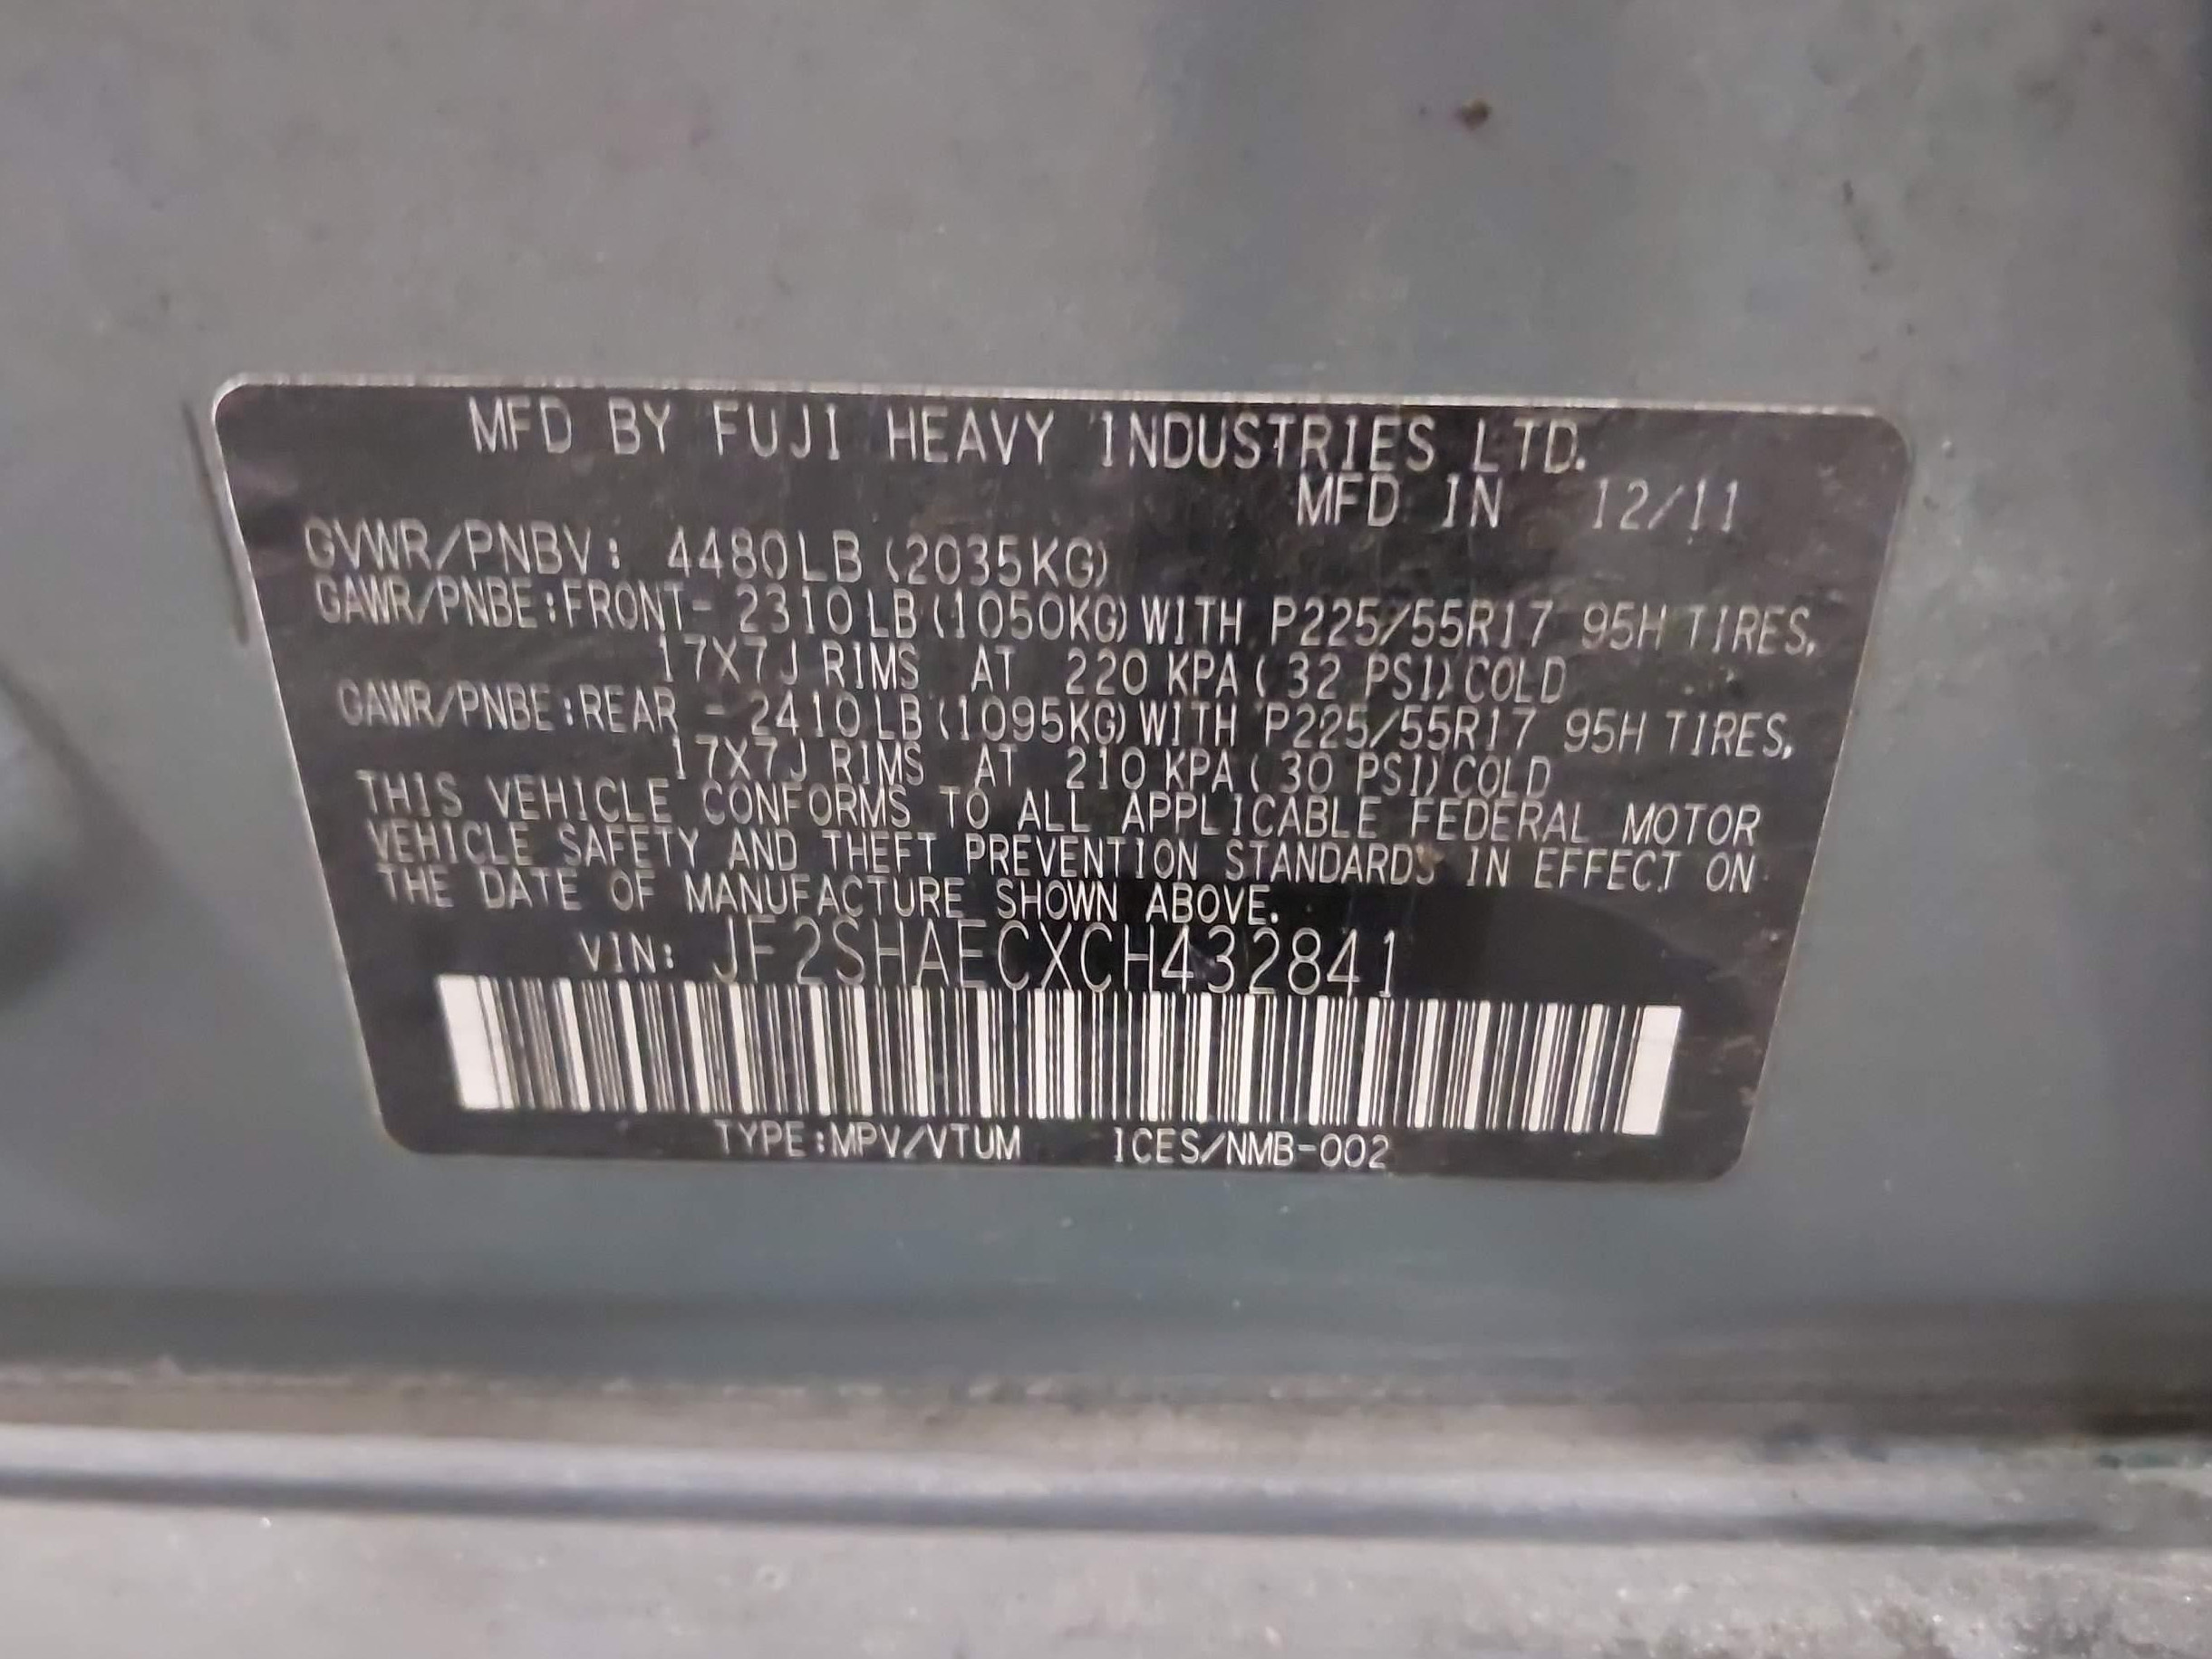 MFD BY FUJI HEAVY INDUSTRIES LTD.
MFD IN 12/11
GVWR/PNBV: 4480LB (2035KG)
GAWR/PNBE:FRONT- 2310LB(1050KG)WITH P225/55R17 95H TIRES,
17X7J RIMS AT 220 KPA( 32 PSI)COLD
GAWR/PNBE:REAR - 2410LB(1095KG)WITH P225/55R17 95H TIRES,
17X7J RIMS AT 210 KPA( 30 PSI)COLD
THIS VEHICLE CONFORMS TO ALL APPLICABLE FEDERAL MOTOR
VEHICLE SAFETY AND THEFT PREVENTION STANDARDS IN EFFECT ON
THE DATE OF MANUFACTURE SHOWN ABOVE.
VIN: JF2SHAECXCH432841
TYPE:MPV/VTUM ICES/NMB-002